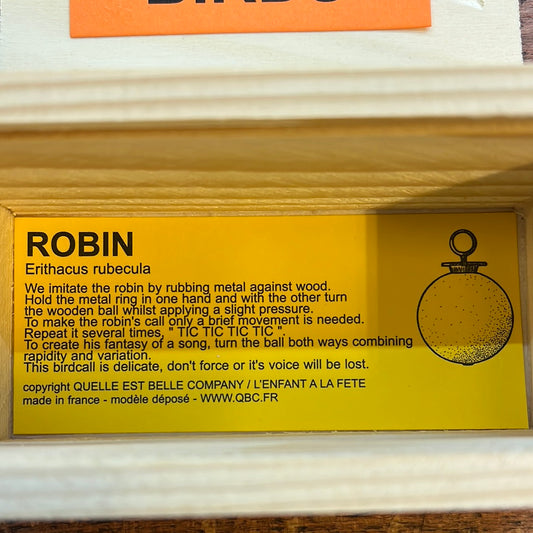 BIRDS
ROBIN
Erithacus rubecula
We imitate the robin by rubbing metal against wood.
Hold the metal ring in one hand and with the other turn
the wooden ball whilst applying a slight pressure.
To make the robin's call only a brief movement is needed.
Repeat it several times, " TIC TIC TIC TIC ".
To create his fantasy of a song, turn the ball both ways combining
rapidity and variation.
This birdcall is delicate, don't force or it's voice will be lost.
copyright QUELLE EST BELLE COMPANY / L'ENFANT A LA FETE
made in france - modèle déposé - WWW.QBC.FR